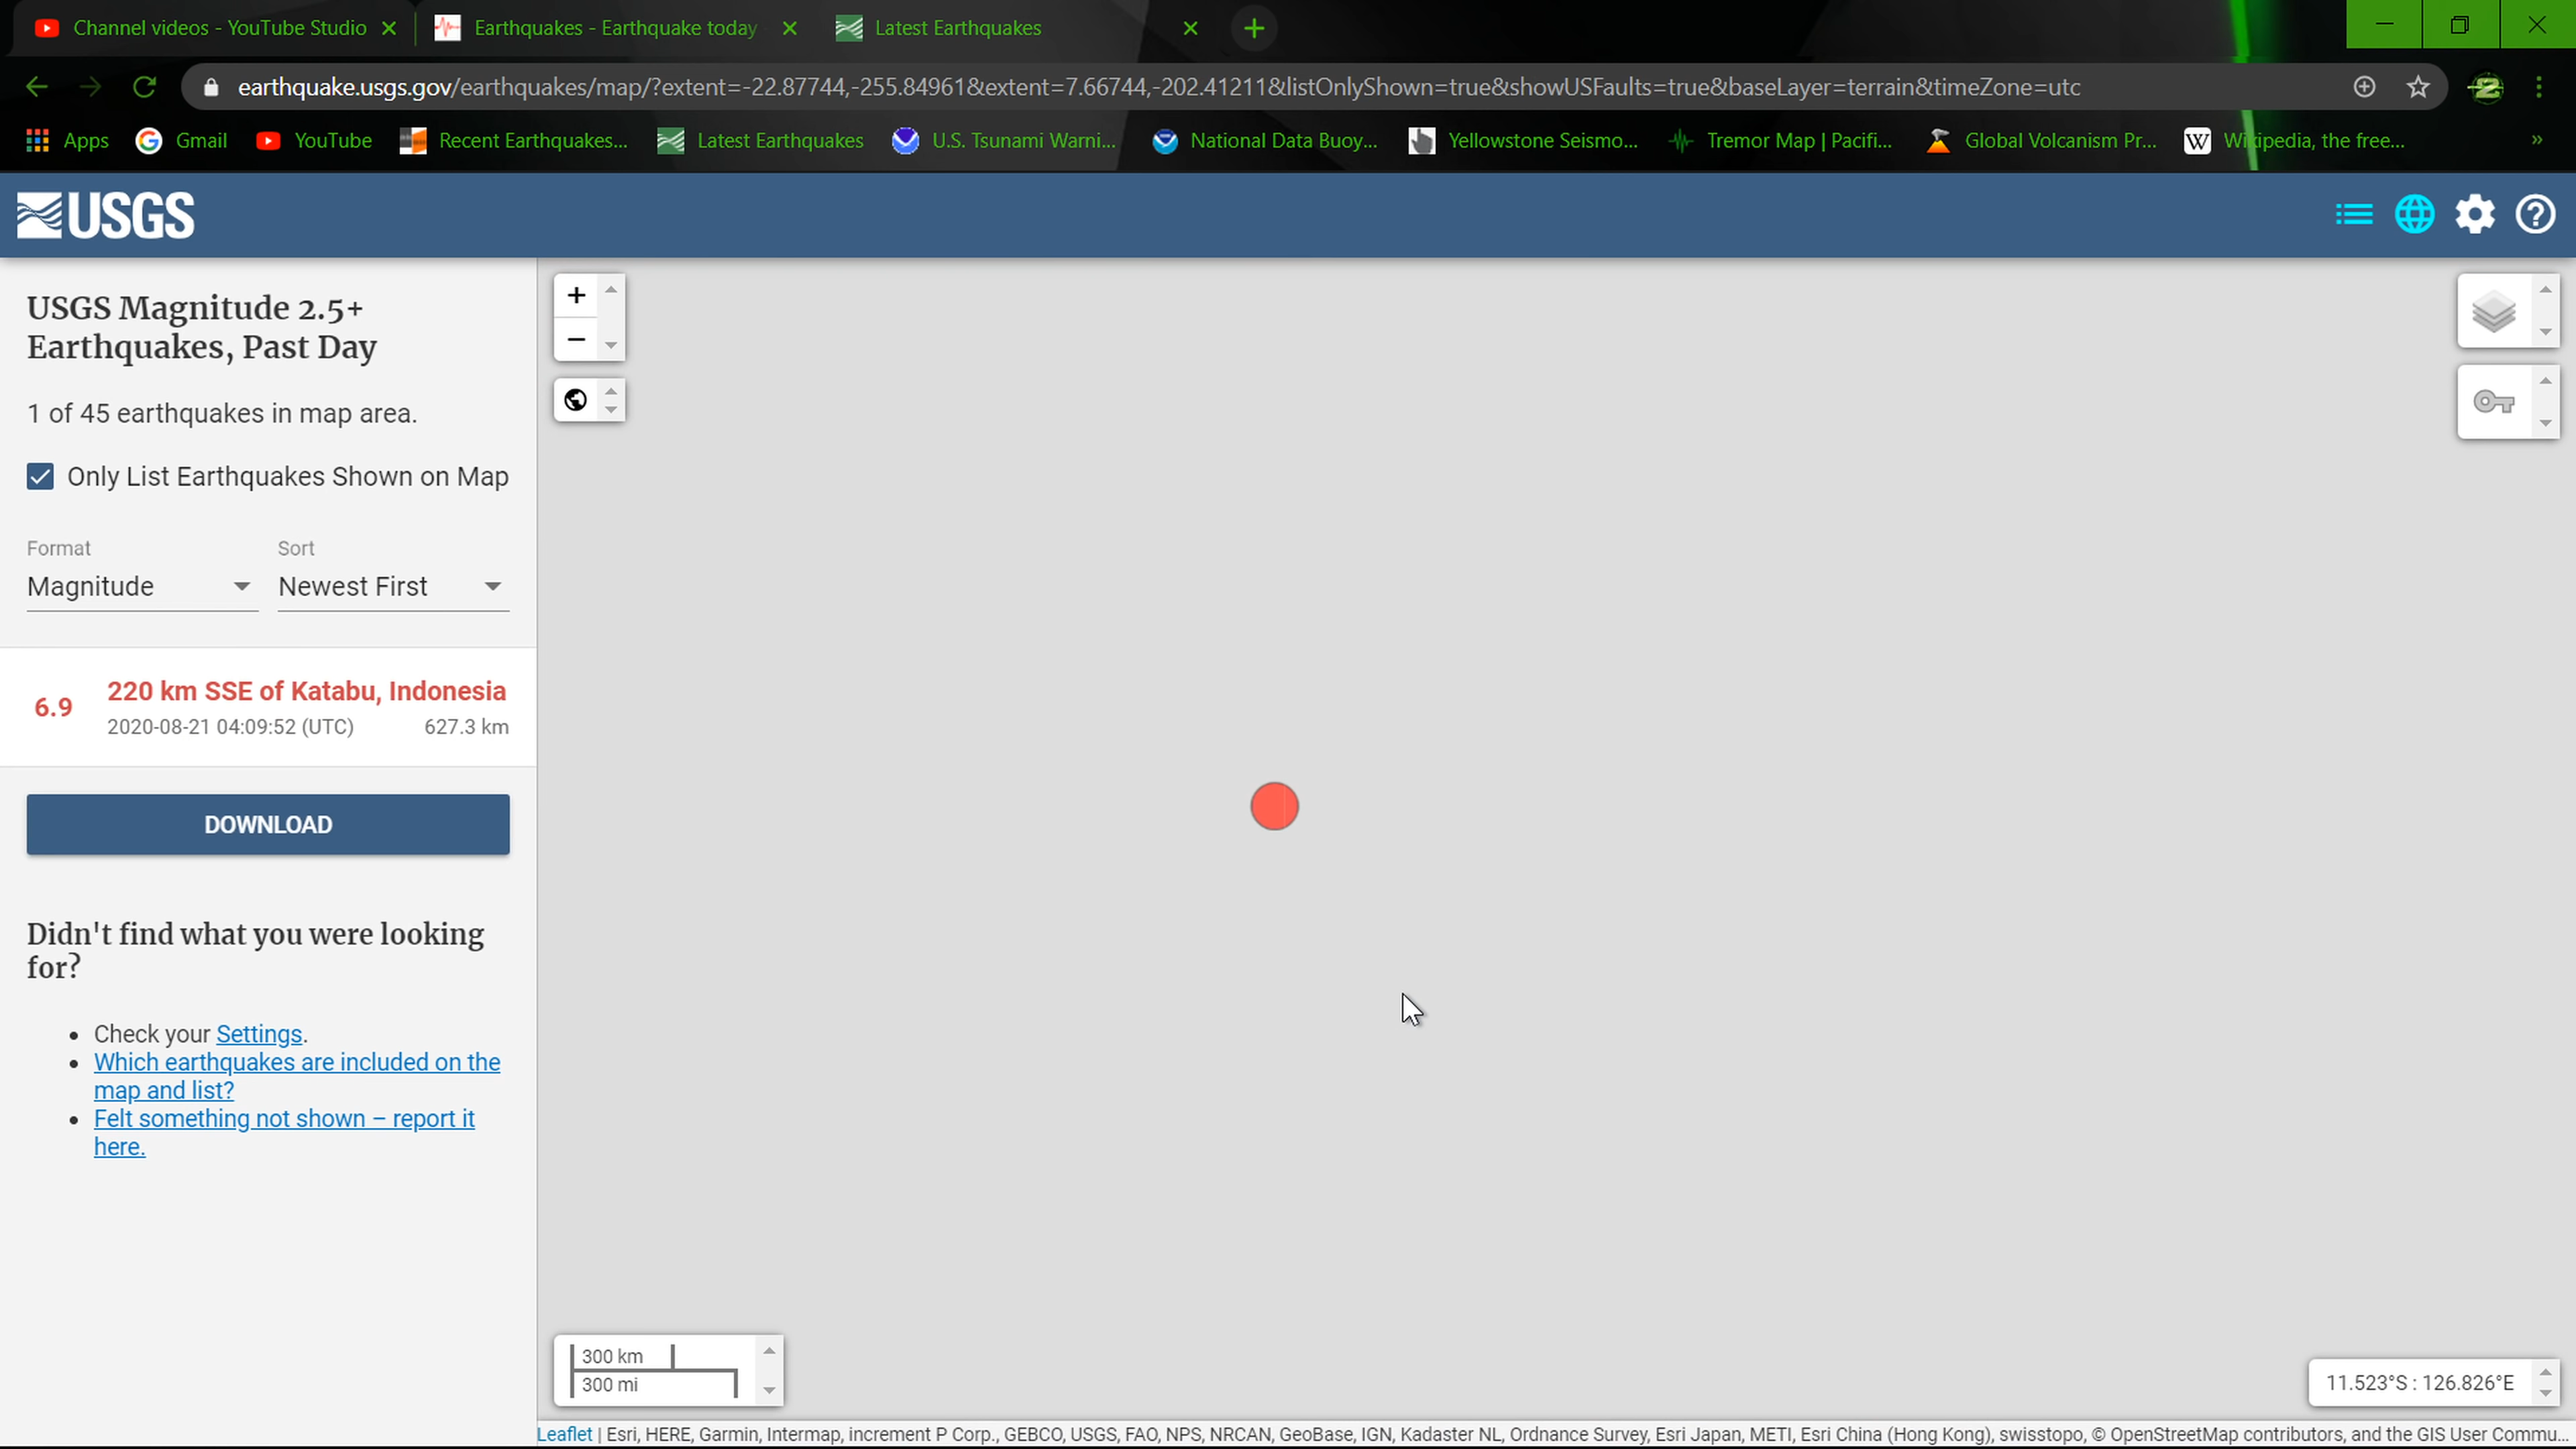 Channel videos - YouTube Studio
Earthquakes - Earthquake today
Latest Earthquakes
earthquake.usgs.gov/earthquakes/map/?extent=-22.87744,-255.84961&extent=7.66744,-202.41211&listOnlyShown=true&showUSFaults=true&baseLayer=terrain&timeZone=utc
Apps Gmail YouTube Recent Earthquakes... Latest Earthquakes U.S. Tsunami Warni... National Data Buoy... Yellowstone Seismo... Tremor Map | Pacifi... Global Volcanism Pr... Wikipedia, the free... »
USGS
USGS Magnitude 2.5+
Earthquakes, Past Day
1 of 45 earthquakes in map area.
Only List Earthquakes Shown on Map
Format Sort
Magnitude Newest First
6.9 220 km SSE of Katabu, Indonesia
2020-08-21 04:09:52 (UTC) 627.3 km
DOWNLOAD
Didn't find what you were looking
for?
• Check your Settings.
• Which earthquakes are included on the
map and list?
• Felt something not shown – report it
here.
+
−
300 km
300 mi
11.523°S : 126.826°E
Leaflet | Esri, HERE, Garmin, Intermap, increment P Corp., GEBCO, USGS, FAO, NPS, NRCAN, GeoBase, IGN, Kadaster NL, Ordnance Survey, Esri Japan, METI, Esri China (Hong Kong), swisstopo, © OpenStreetMap contributors, and the GIS User Commu...